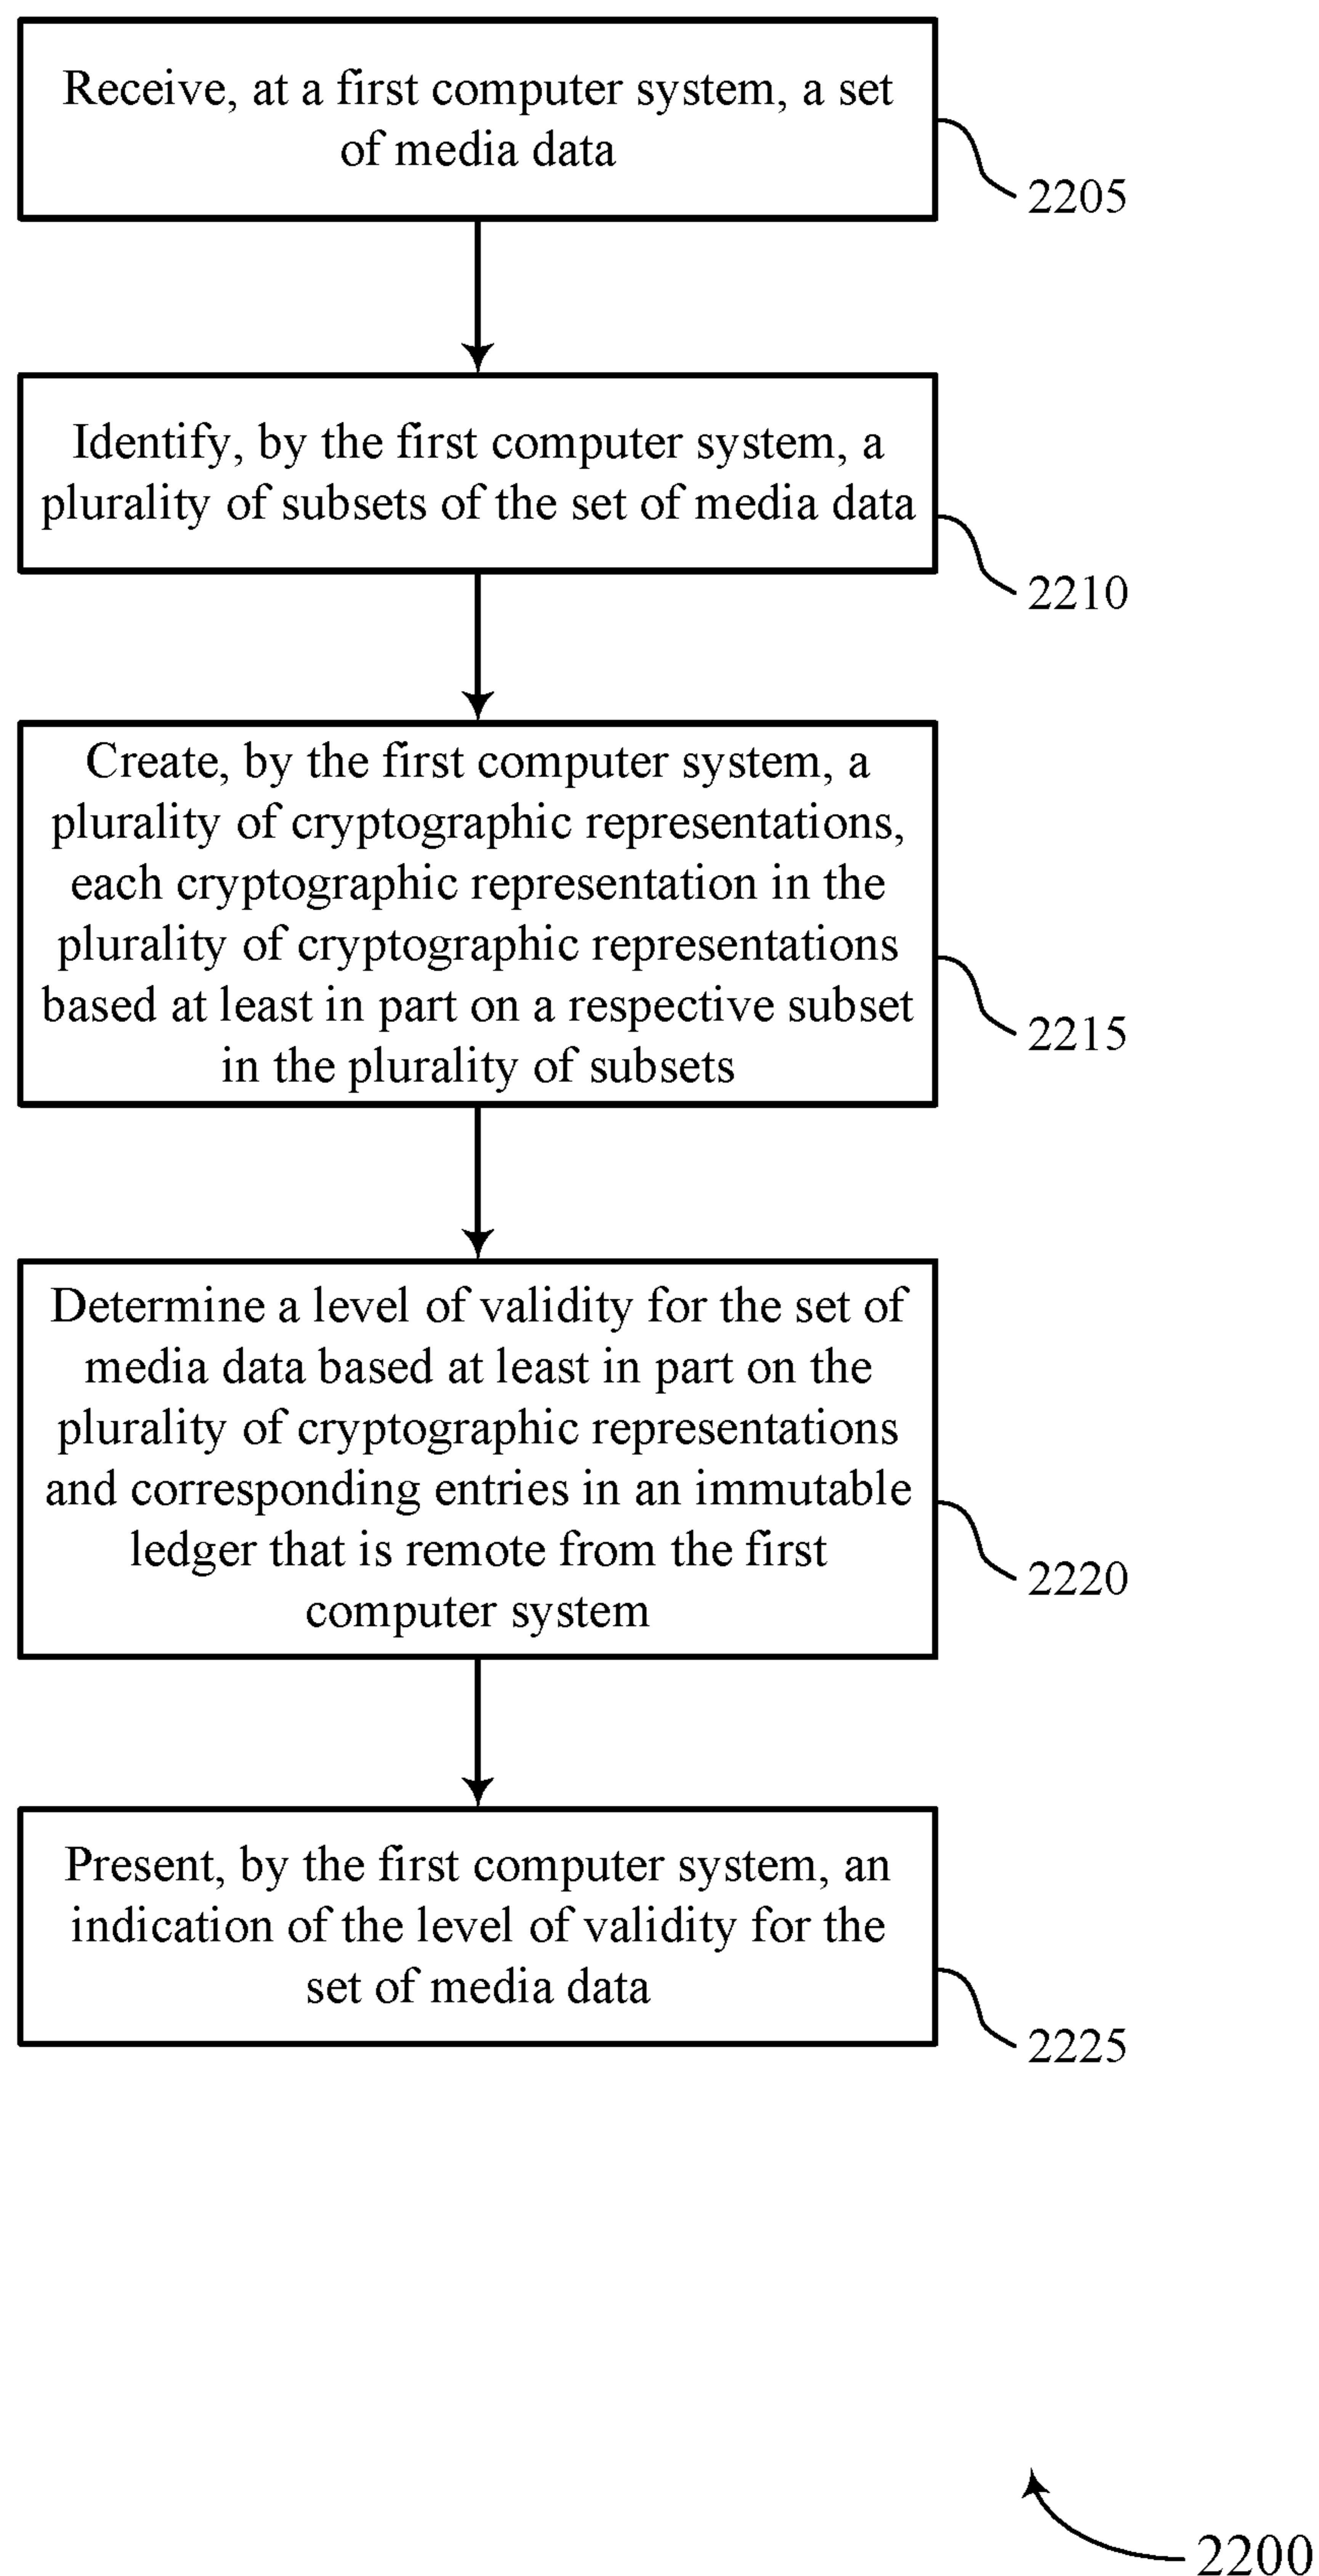 Receive, at a first computer system, a set
of media data
2205
Identify, by the first computer system, a
plurality of subsets of the set of media data
2210
Create, by the first computer system, a
plurality of cryptographic representations,
each cryptographic representation in the
plurality of cryptographic representations
based at least in part on a respective subset
in the plurality of subsets
2215
Determine a level of validity for the set of
media data based at least in part on the
plurality of cryptographic representations
and corresponding entries in an immutable
ledger that is remote from the first
computer system
2220
Present, by the first computer system, an
indication of the level of validity for the
set of media data
2225
2200